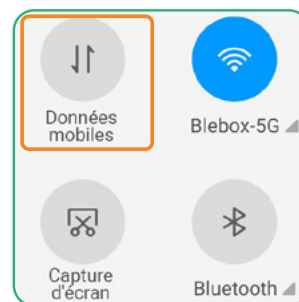 Données
mobiles
Blebox-5G
Capture
d'écran
Bluetooth